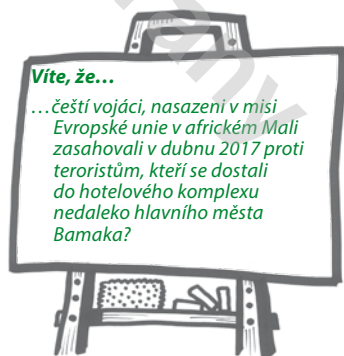 Víte, že…
…čeští vojáci, nasazeni v misi
Evropské unie v africkém Mali
zasahovali v dubnu 2017 proti
teroristům, kteří se dostali
do hotelového komplexu
nedaleko hlavního města
Bamaka?